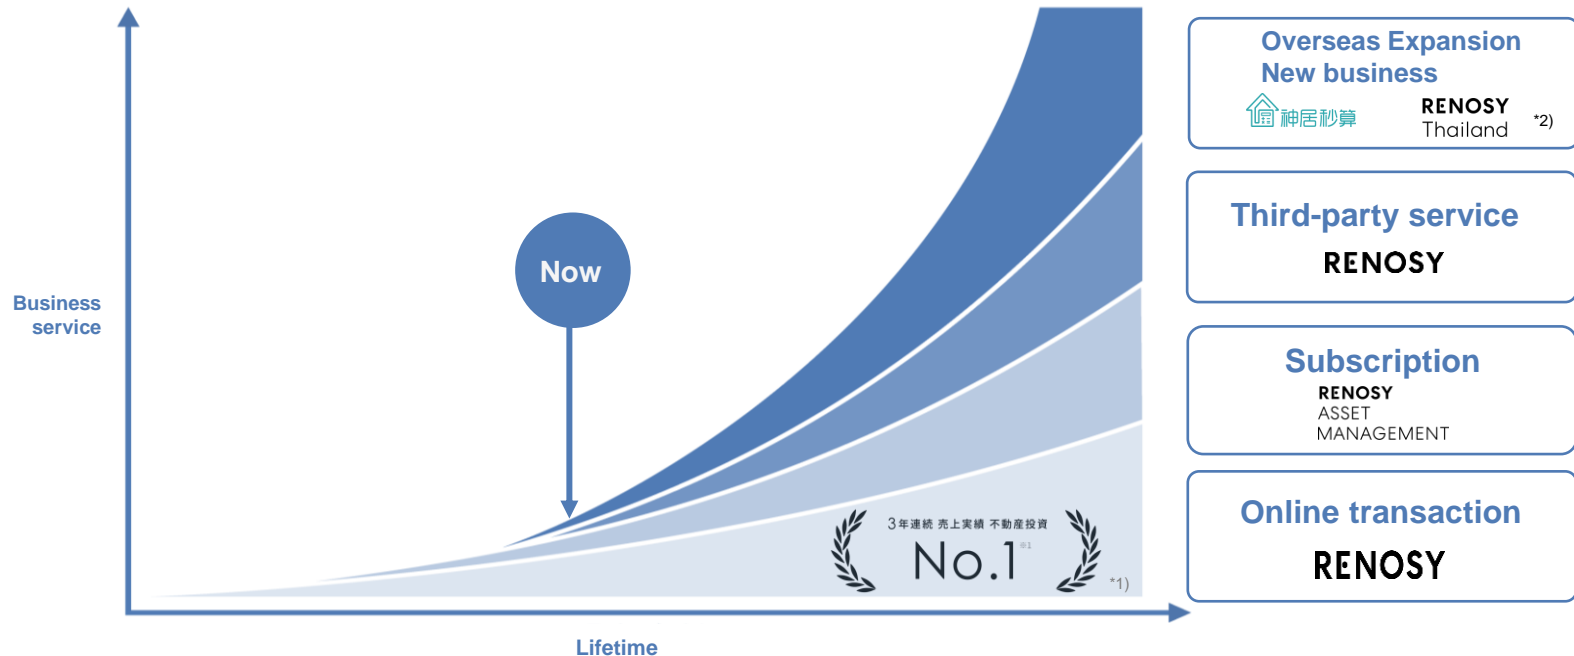 Business
service
Now
3年連続 売上実績 不動産投資
No.1 ※1
*1)
Lifetime
Overseas Expansion
New business
神居秒算
RENOSY
Thailand
*2)
Third-party service
RENOSY
Subscription
RENOSY
ASSET
MANAGEMENT
Online transaction
RENOSY